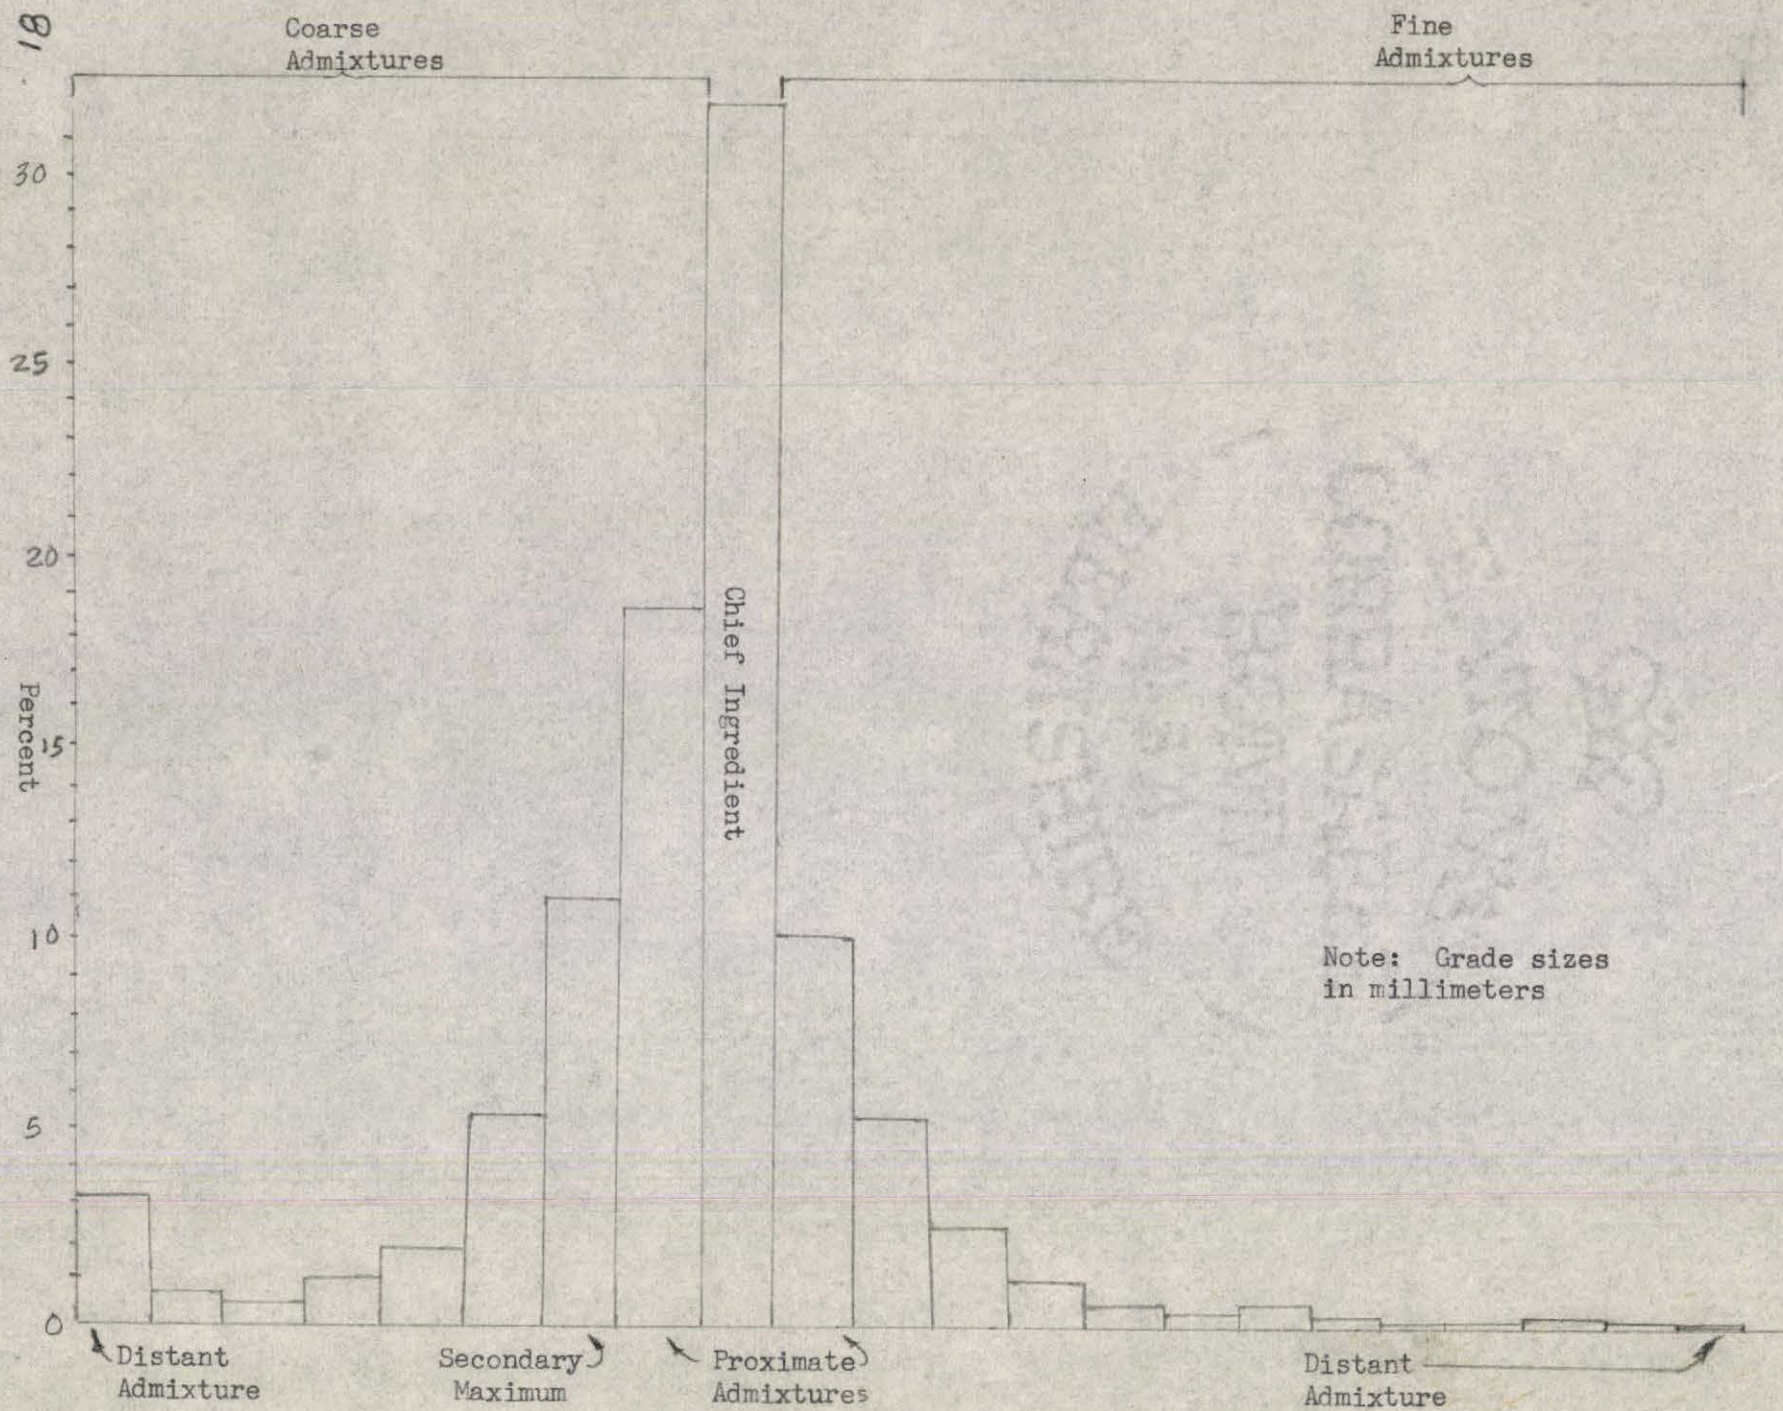 18
Coarse
Admixtures
Fine
Admixtures
30
25
20
15
10
5
0
Percent
Chief Ingredient
Note: Grade sizes
in millimeters
Distant
Admixture
Secondary
Maximum
Proximate
Admixtures
Distant
Admixture